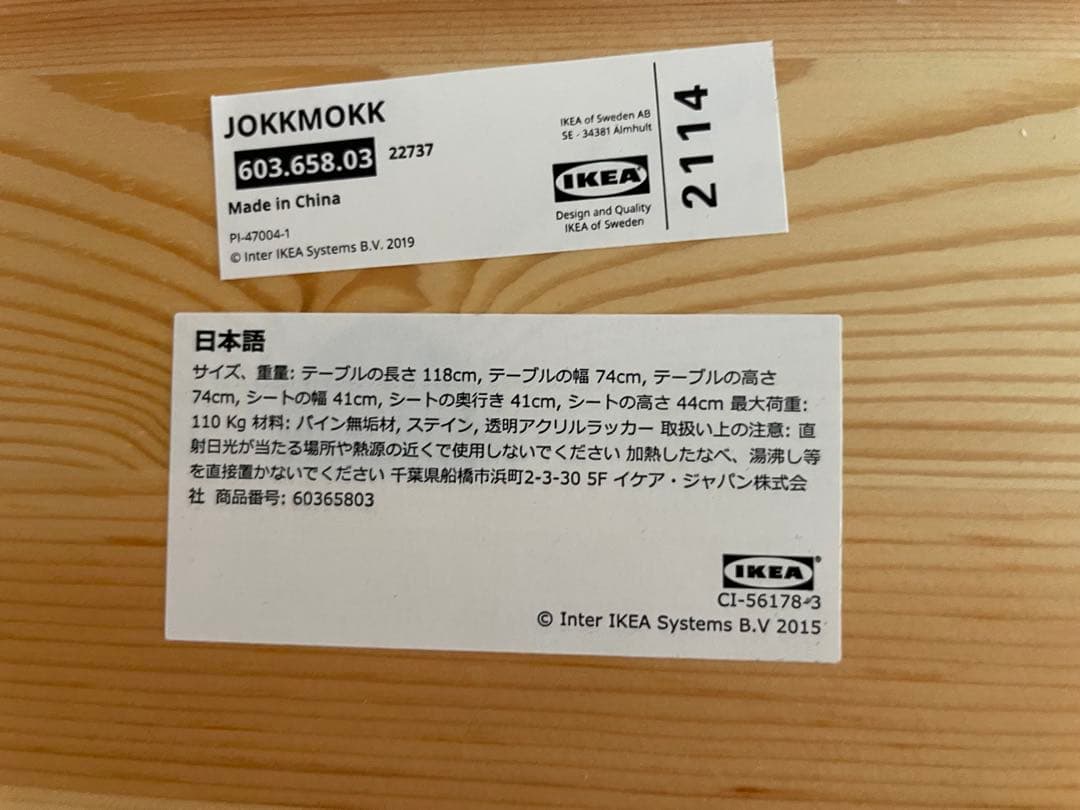 JOKKMOKK
603.658.03 22737
Made in China
PI-47004-1
© Inter IKEA Systems B.V. 2019
IKEA of Sweden AB
SE - 34381 Älmhult
IKEA
Design and Quality
IKEA of Sweden
2114
日本語
サイズ、重量: テーブルの長さ 118cm, テーブルの幅 74cm, テーブルの高さ
74cm, シートの幅 41cm, シートの奥行き 41cm, シートの高さ 44cm 最大荷重:
110 Kg 材料: パイン無垢材, ステイン, 透明アクリルラッカー 取扱い上の注意: 直
射日光が当たる場所や熱源の近くで使用しないでください 加熱したなべ、湯沸し等
を直接置かないでください 千葉県船橋市浜町2-3-30 5F イケア・ジャパン株式会
社 商品番号: 60365803
IKEA®
CI-56178-3
© Inter IKEA Systems B.V 2015